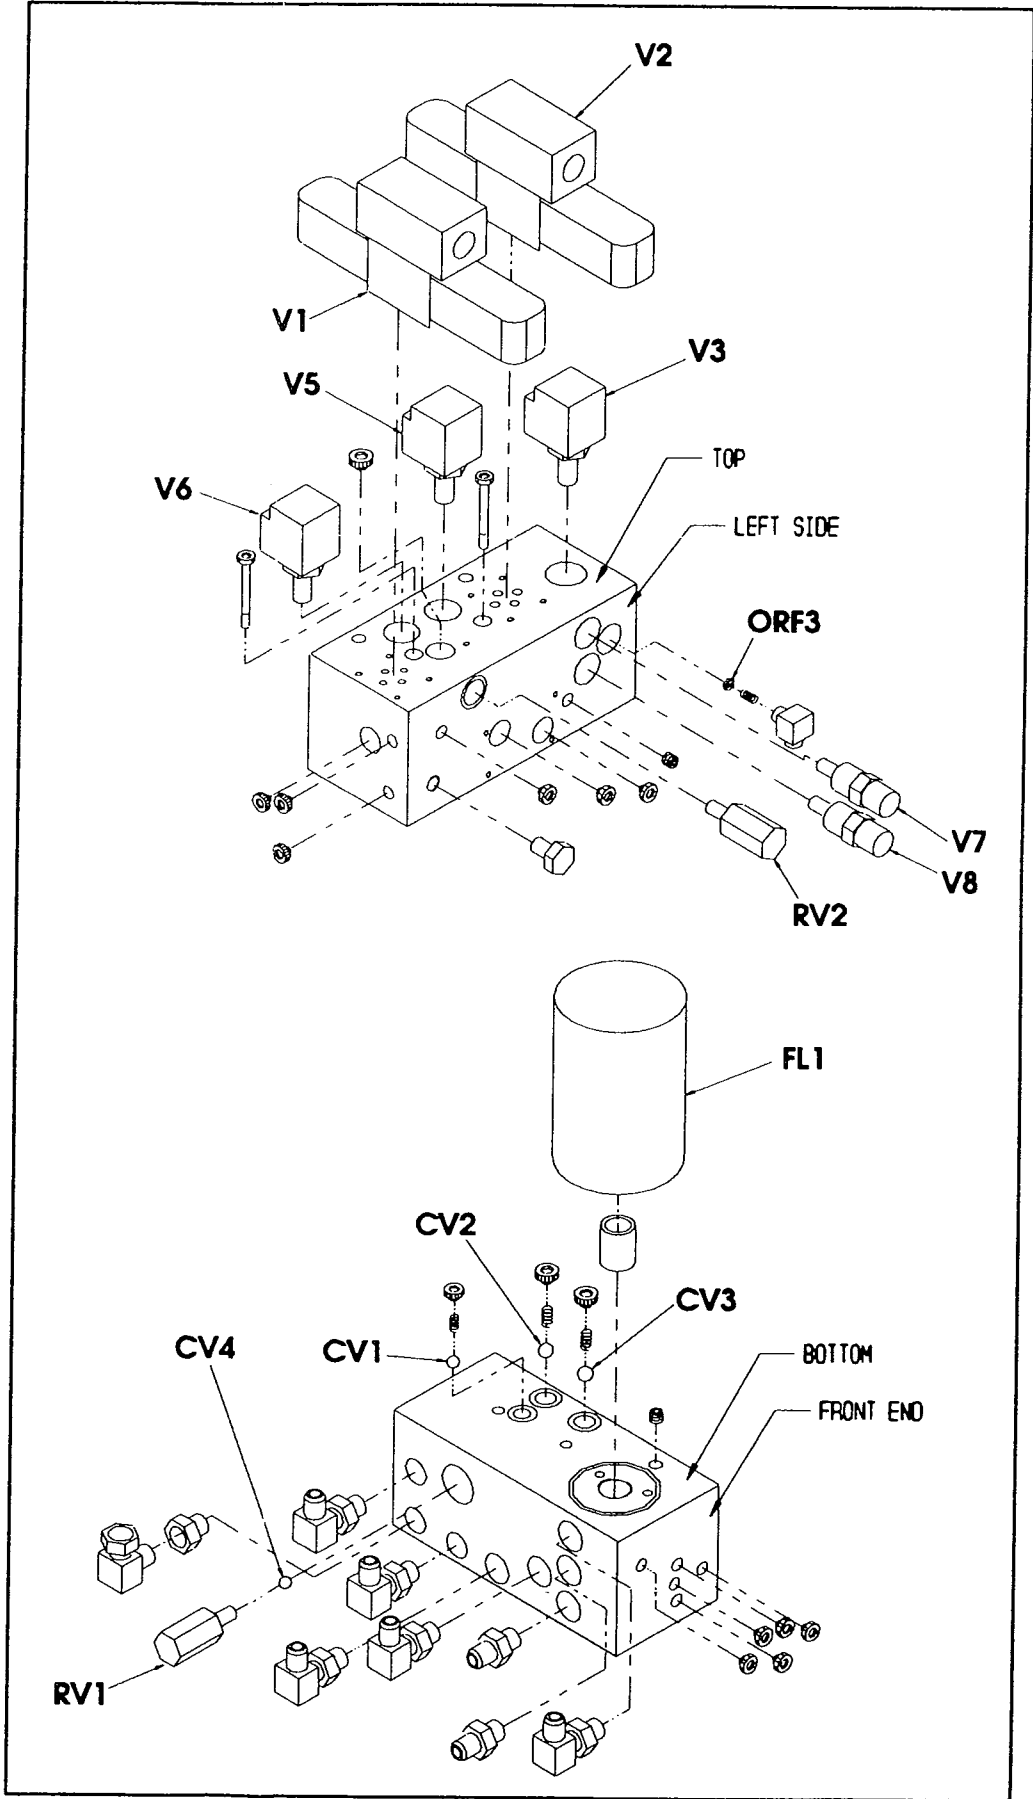 V2
V1
V3
V5
TOP
V6
LEFT SIDE
ORF3
V7
V8
RV2
FL1
CV2
CV3
CV1
CV4
BOTTOM
FRONT END
RV1